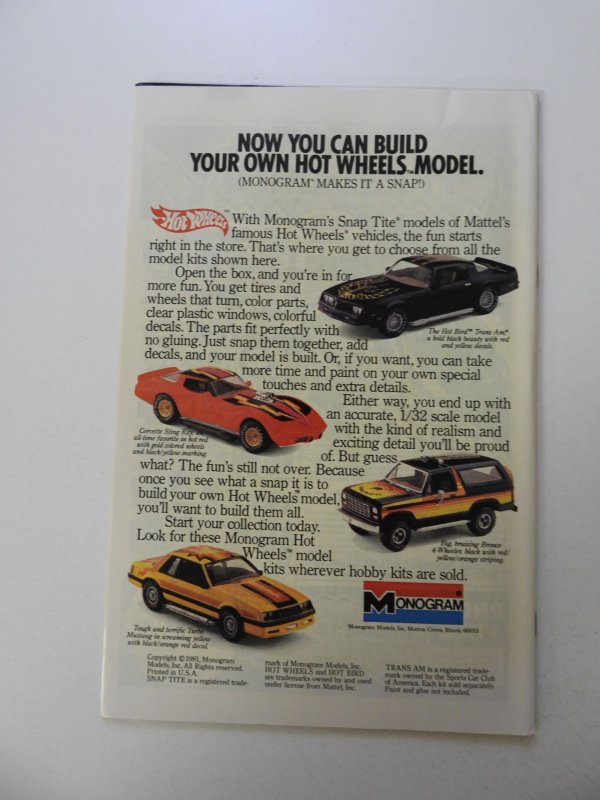 NOW YOU CAN BUILD
YOUR OWN HOT WHEELS™ MODEL.
(MONOGRAM® MAKES IT A SNAP!)
Hot Wheels™
With Monogram's Snap Tite® models of Mattel's
famous Hot Wheels® vehicles, the fun starts
right in the store. That's where you get to choose from all the
model kits shown here.
Open the box, and you're in for
more fun. You get tires and
wheels that turn, color parts,
clear plastic windows, colorful
decals. The parts fit perfectly with
no gluing. Just snap them together, add
decals, and your model is built. Or, if you want, you can take
more time and paint on your own special
touches and extra details.
The Hot Bird™ Trans Am,®
a bold black beauty with red
and yellow decals.
Either way, you end up with
an accurate, 1/32 scale model
with the kind of realism and
exciting detail you'll be proud
of. But guess
what? The fun's still not over. Because
once you see what a snap it is to
build your own Hot Wheels™ model,
you'll want to build them all.
Start your collection today.
Look for these Monogram Hot
Wheels™ model
kits wherever hobby kits are sold.
Corvette Sting Ray,
all-time favorite in hot red
with gold colored wheels
and black/yellow marking.
Big, bruising Bronco
4-Wheeler, black with red/
yellow/orange striping.
Tough and terrific Turbo
Mustang in screaming yellow
with black/orange red decal.
MONOGRAM
Monogram Models, Inc. Morton Grove, Illinois 60053
Copyright © 1981, Monogram
Models, Inc. All Rights reserved.
Printed in U.S.A.
SNAP TITE is a registered trade-
mark of Monogram Models, Inc.
HOT WHEELS and HOT BIRD
are trademarks owned by and used
under license from Mattel, Inc.
TRANS AM is a registered trade-
mark owned by the Sports Car Club
of America. Each kit sold separately.
Paint and glue not included.